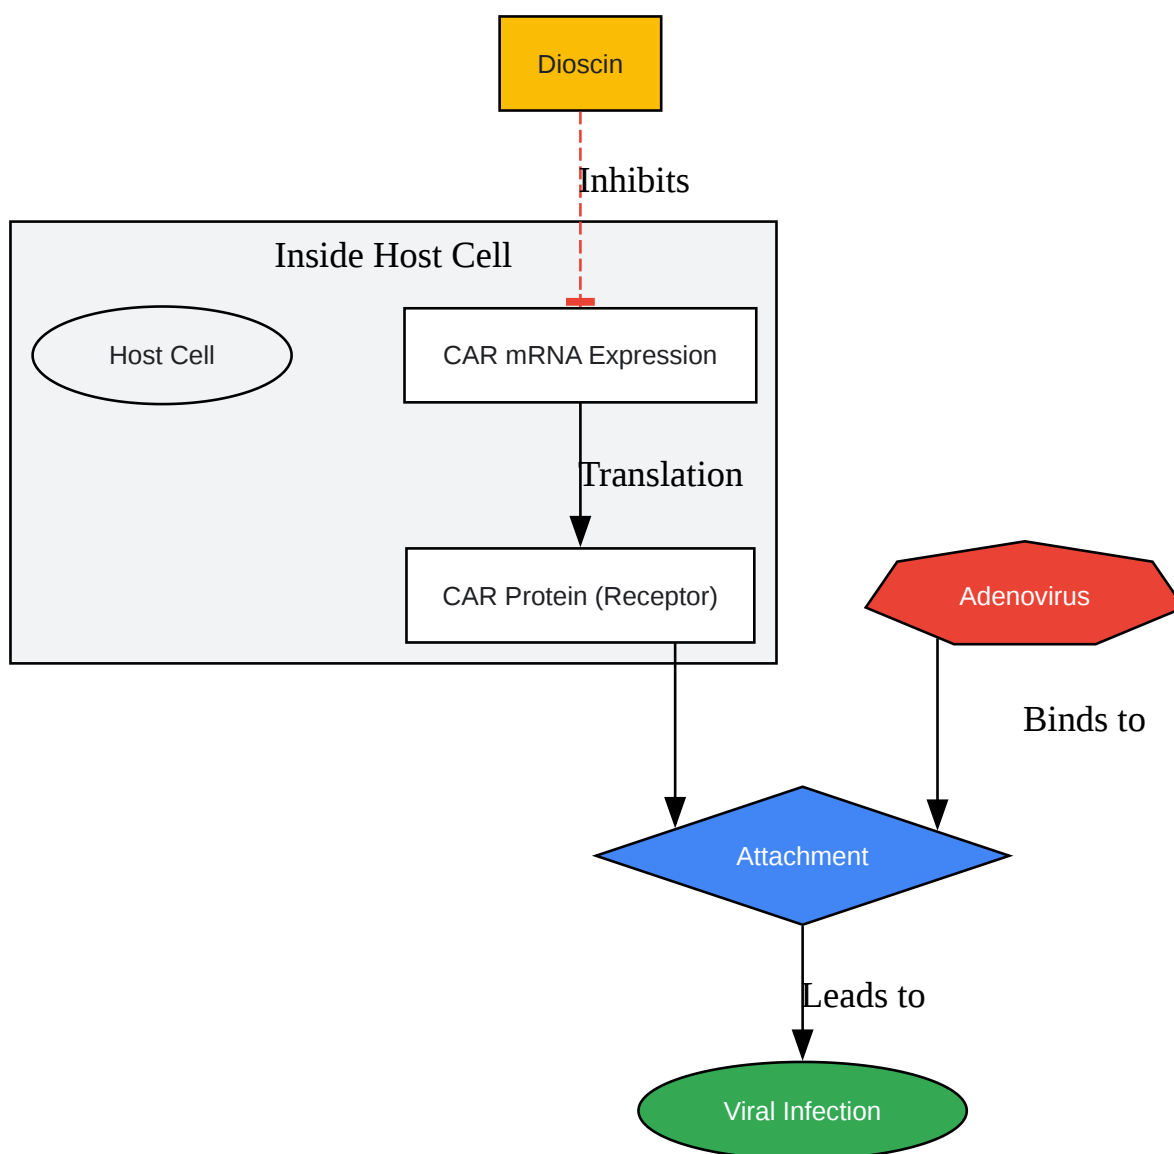 Dioscin
Inhibits
Inside Host Cell
Host Cell
CAR mRNA Expression
Translation
CAR Protein (Receptor)
Adenovirus
Binds to
Attachment
Leads to
Viral Infection